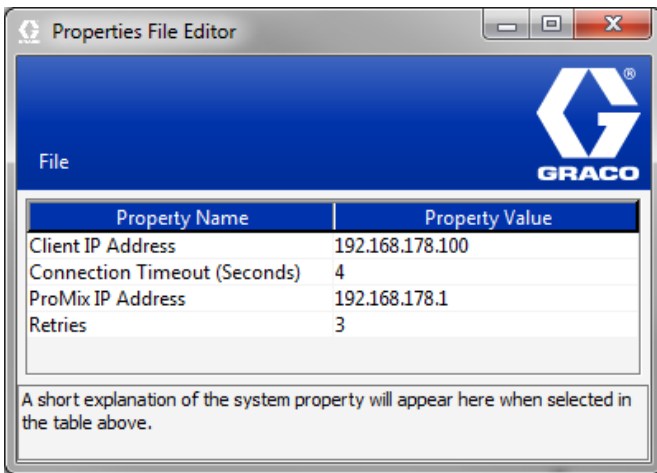 Properties File Editor
File
GRACO
®
Property Name Property Value
Client IP Address 192.168.178.100
Connection Timeout (Seconds) 4
ProMix IP Address 192.168.178.1
Retries 3
A short explanation of the system property will appear here when selected in
the table above.